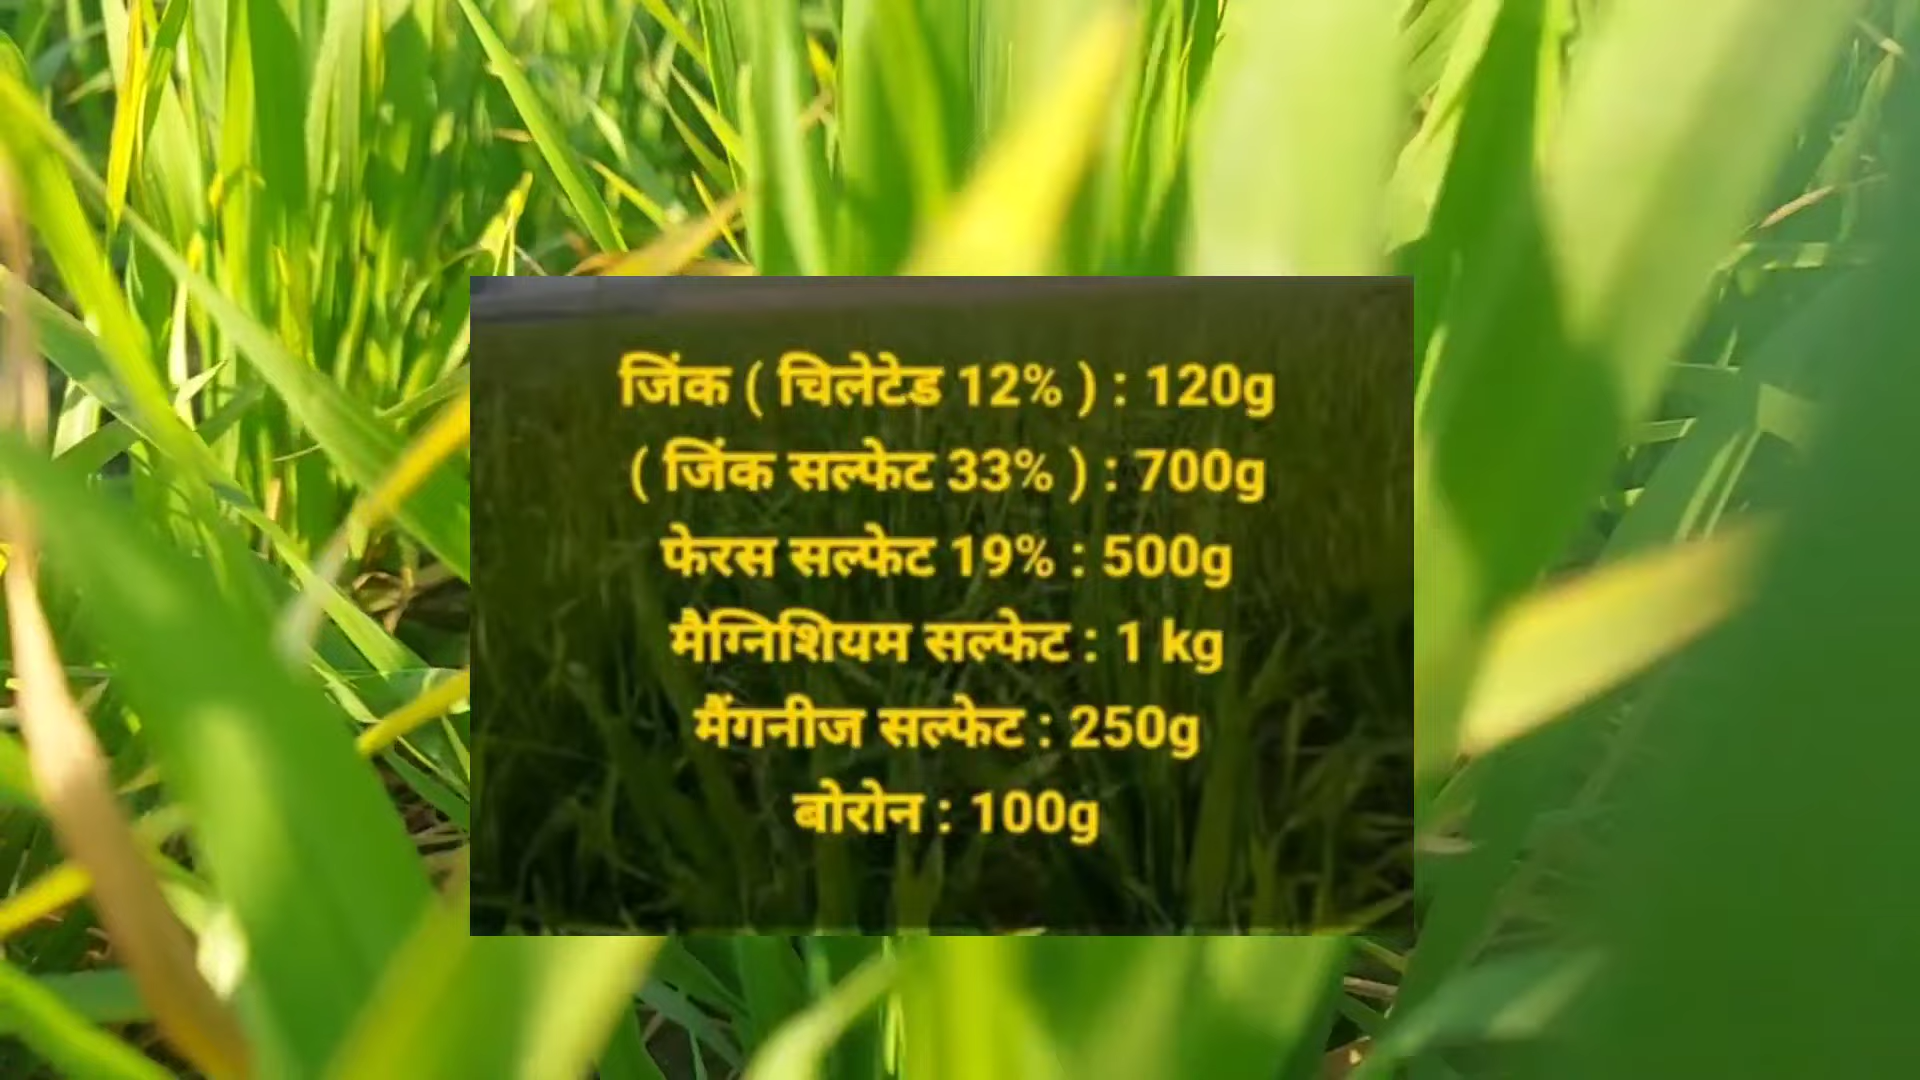 जिंक ( चिलेटेड 12% ) : 120g
( जिंक सल्फेट 33% ) : 700g
फेरस सल्फेट 19% : 500g
मैग्निशियम सल्फेट : 1 kg
मैंगनीज सल्फेट : 250g
बोरोन : 100g